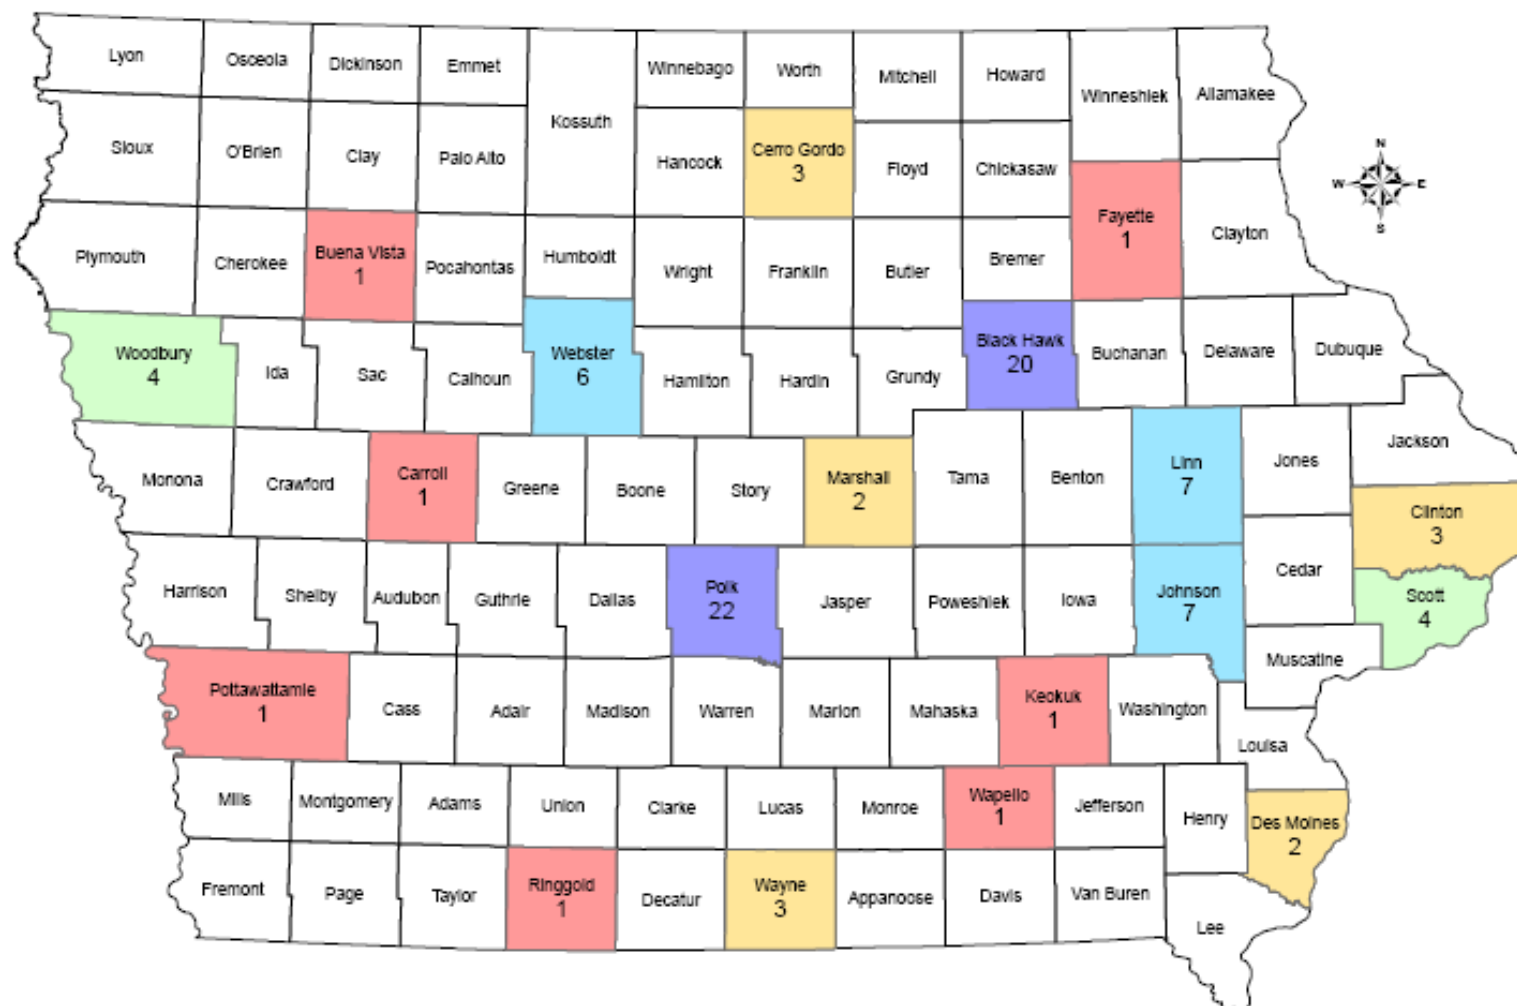 Lyon
Osceola
Dickinson
Emmet
Kossuth
Winnebago
Worth
Mitchell
Howard
Winneshiek
Allamakee
Sioux
O'Brien
Clay
Palo Alto
Hancock
Cerro Gordo
3
Floyd
Chickasaw
N
W
E
S
Plymouth
Cherokee
Buena Vista
1
Pocahontas
Humboldt
Wright
Franklin
Butler
Bremer
Fayette
1
Clayton
Woodbury
4
Ida
Sac
Calhoun
Webster
6
Hamilton
Hardin
Grundy
Black Hawk
20
Buchanan
Delaware
Dubuque
Monona
Crawford
Carroll
1
Greene
Boone
Story
Marshall
2
Tama
Benton
Linn
7
Jones
Jackson
Clinton
3
Harrison
Shelby
Audubon
Guthrie
Dallas
Polk
22
Jasper
Poweshiek
Iowa
Johnson
7
Cedar
Scott
4
Muscatine
Pottawattamie
1
Cass
Adair
Madison
Warren
Marion
Mahaska
Keokuk
1
Washington
Louisa
Mills
Montgomery
Adams
Union
Clarke
Lucas
Monroe
Wapello
1
Jefferson
Henry
Des Moines
2
Fremont
Page
Taylor
Ringgold
1
Decatur
Wayne
3
Appanoose
Davis
Van Buren
Lee